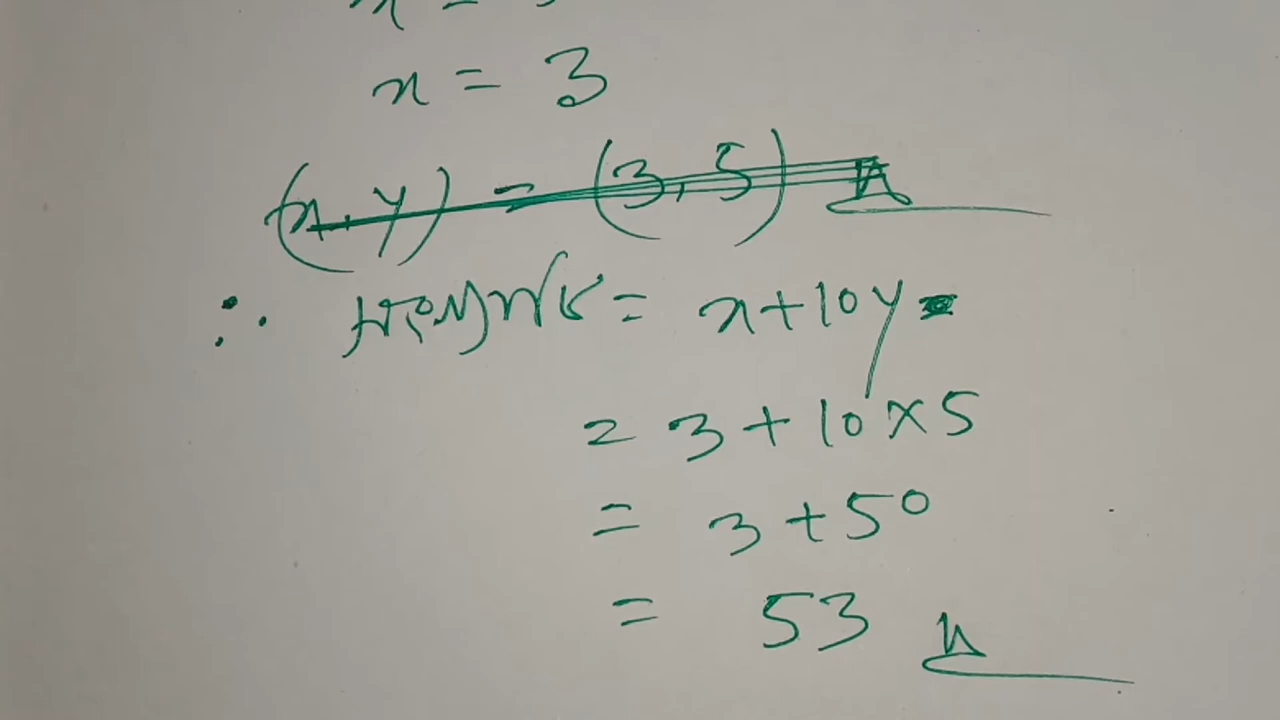 x = 3
(x, y) = (3, 5)
∴ সংখ্যাটি = x + 10y
= 3 + 10 × 5
= 3 + 50
= 53